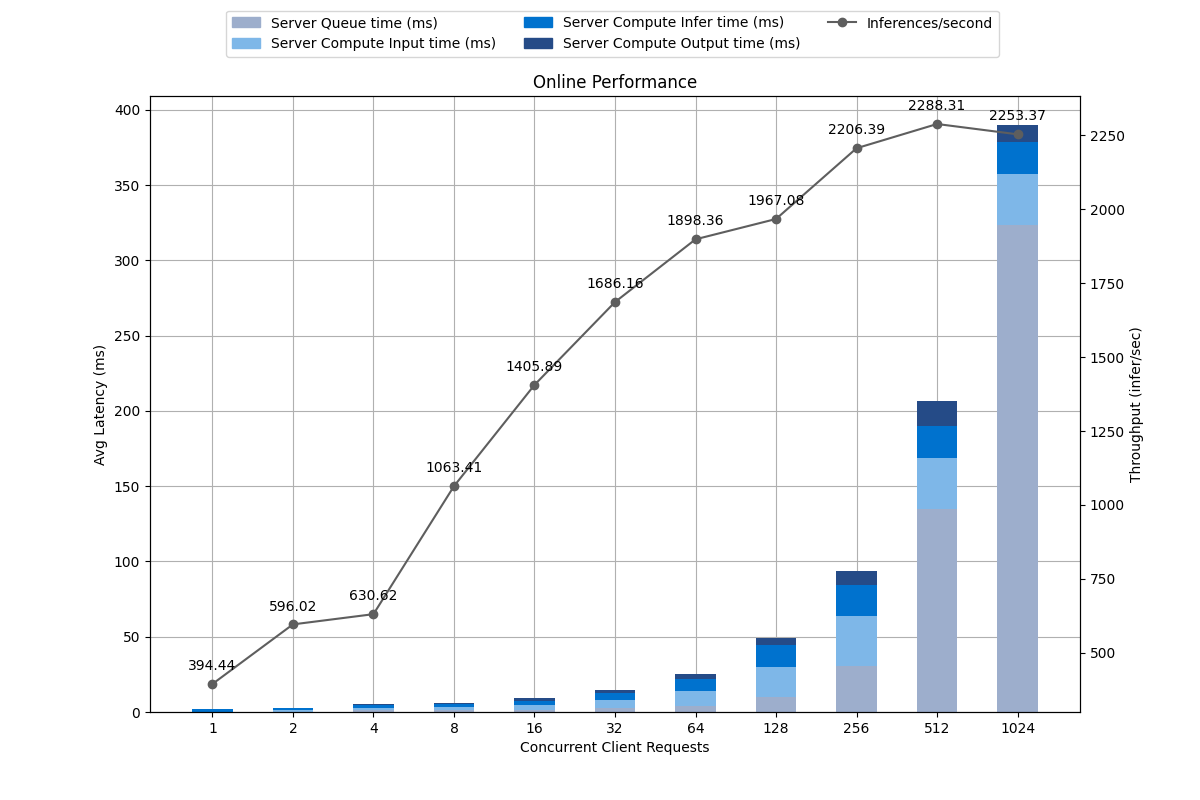 Server Queue time (ms)
Server Compute Input time (ms)
Server Compute Infer time (ms)
Server Compute Output time (ms)
Inferences/second
Online Performance
400
350
300
250
200
150
100
50
0
Avg Latency (ms)
394.44
596.02
630.62
1063.41
1405.89
1686.16
1898.36
1967.08
2206.39
2288.31
2253.37
2250
2000
1750
1500
1250
1000
750
500
Throughput (infer/sec)
1 2 4 8 16 32 64 128 256 512 1024
Concurrent Client Requests